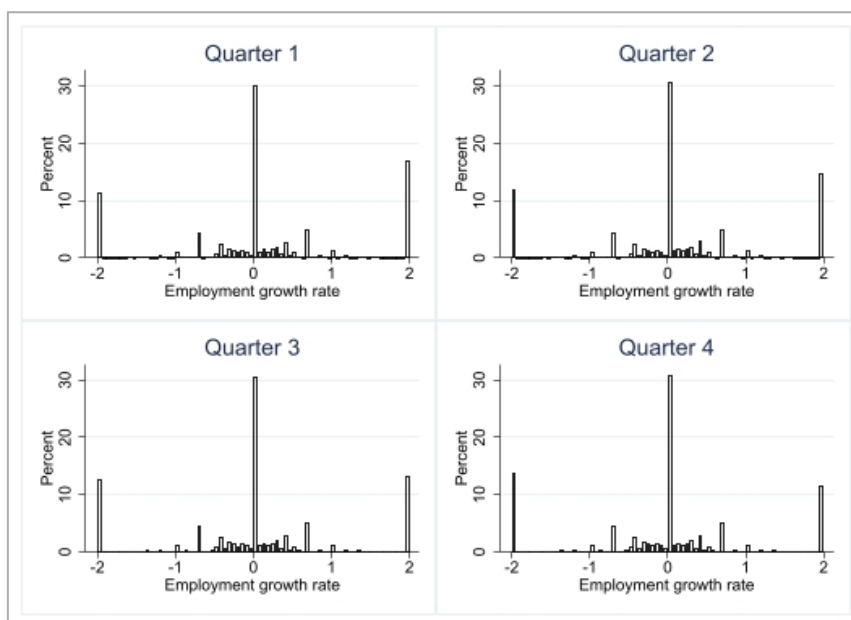 Quarter 1
Percent
30
20
10
0
-2 -1 0 1 2
Employment growth rate
Quarter 2
Percent
30
20
10
0
-2 -1 0 1 2
Employment growth rate
Quarter 3
Percent
30
20
10
0
-2 -1 0 1 2
Employment growth rate
Quarter 4
Percent
30
20
10
0
-2 -1 0 1 2
Employment growth rate